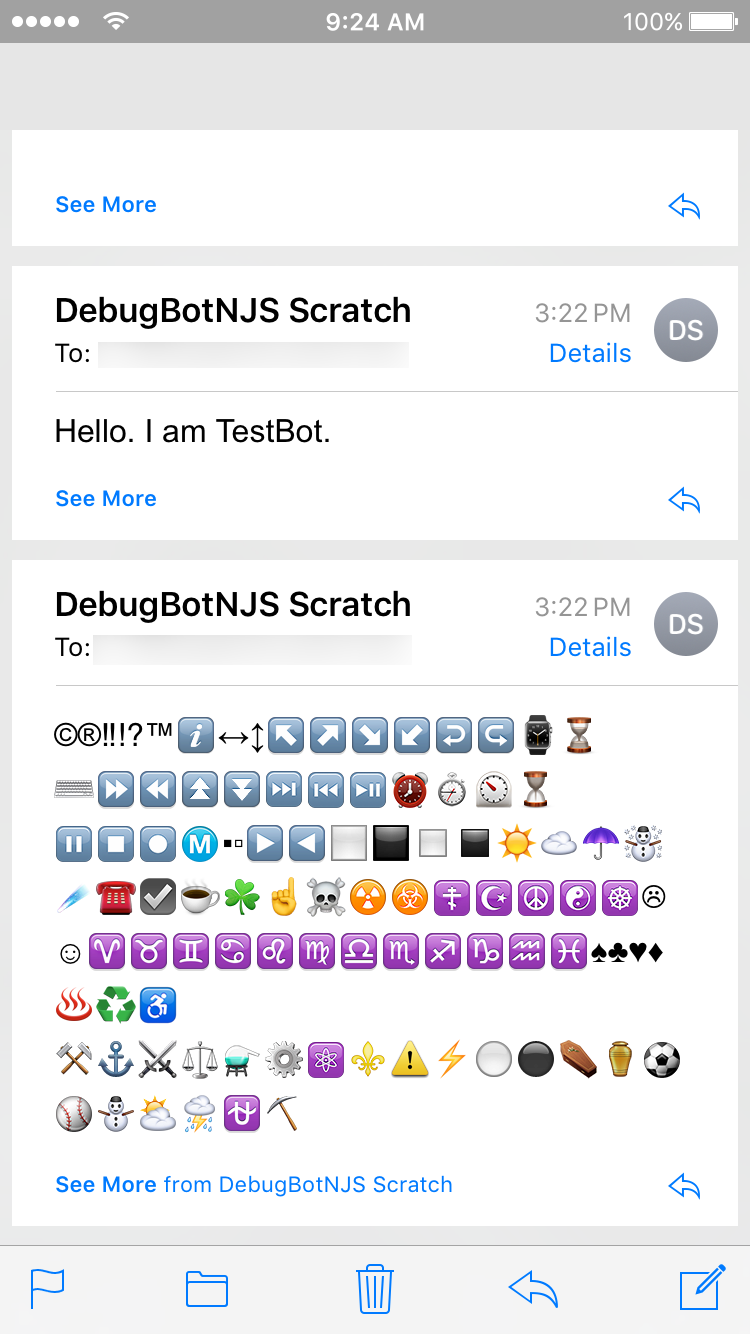 9:24 AM 100%
See More
DebugBotNJS Scratch 3:22 PM DS
To: Details
Hello. I am TestBot.
See More
DebugBotNJS Scratch 3:22 PM DS
To: Details
©®‼!?™ℹ️↔↕↖️↗️↘️↙️↩️↪️⌚️⌛️
⌨️⏩⏪⏫⏬⏭⏮⏯⏰⏱⏲⏳
⏸⏹⏺Ⓜ️▪▫▶️◀️◻️◼️◽️◾️☀️☁️☂️☃️
☄️☎️☑️☕️☘️☝️☠️☢️☣️☦️☪️☮️☯️☸️☹
☺♈️♉️♊️♋️♌️♍️♎️♏️♐️♑️♒️♓️♠♣♥♦
♨️♻️♿️
⚒⚓️⚔️⚖️⚗️⚙️⚛️⚜️⚠️⚡️⚪️⚫️⚰️⚱️⚽️
⚾️⛄️⛅️⛈⛎⛏
See More from DebugBotNJS Scratch